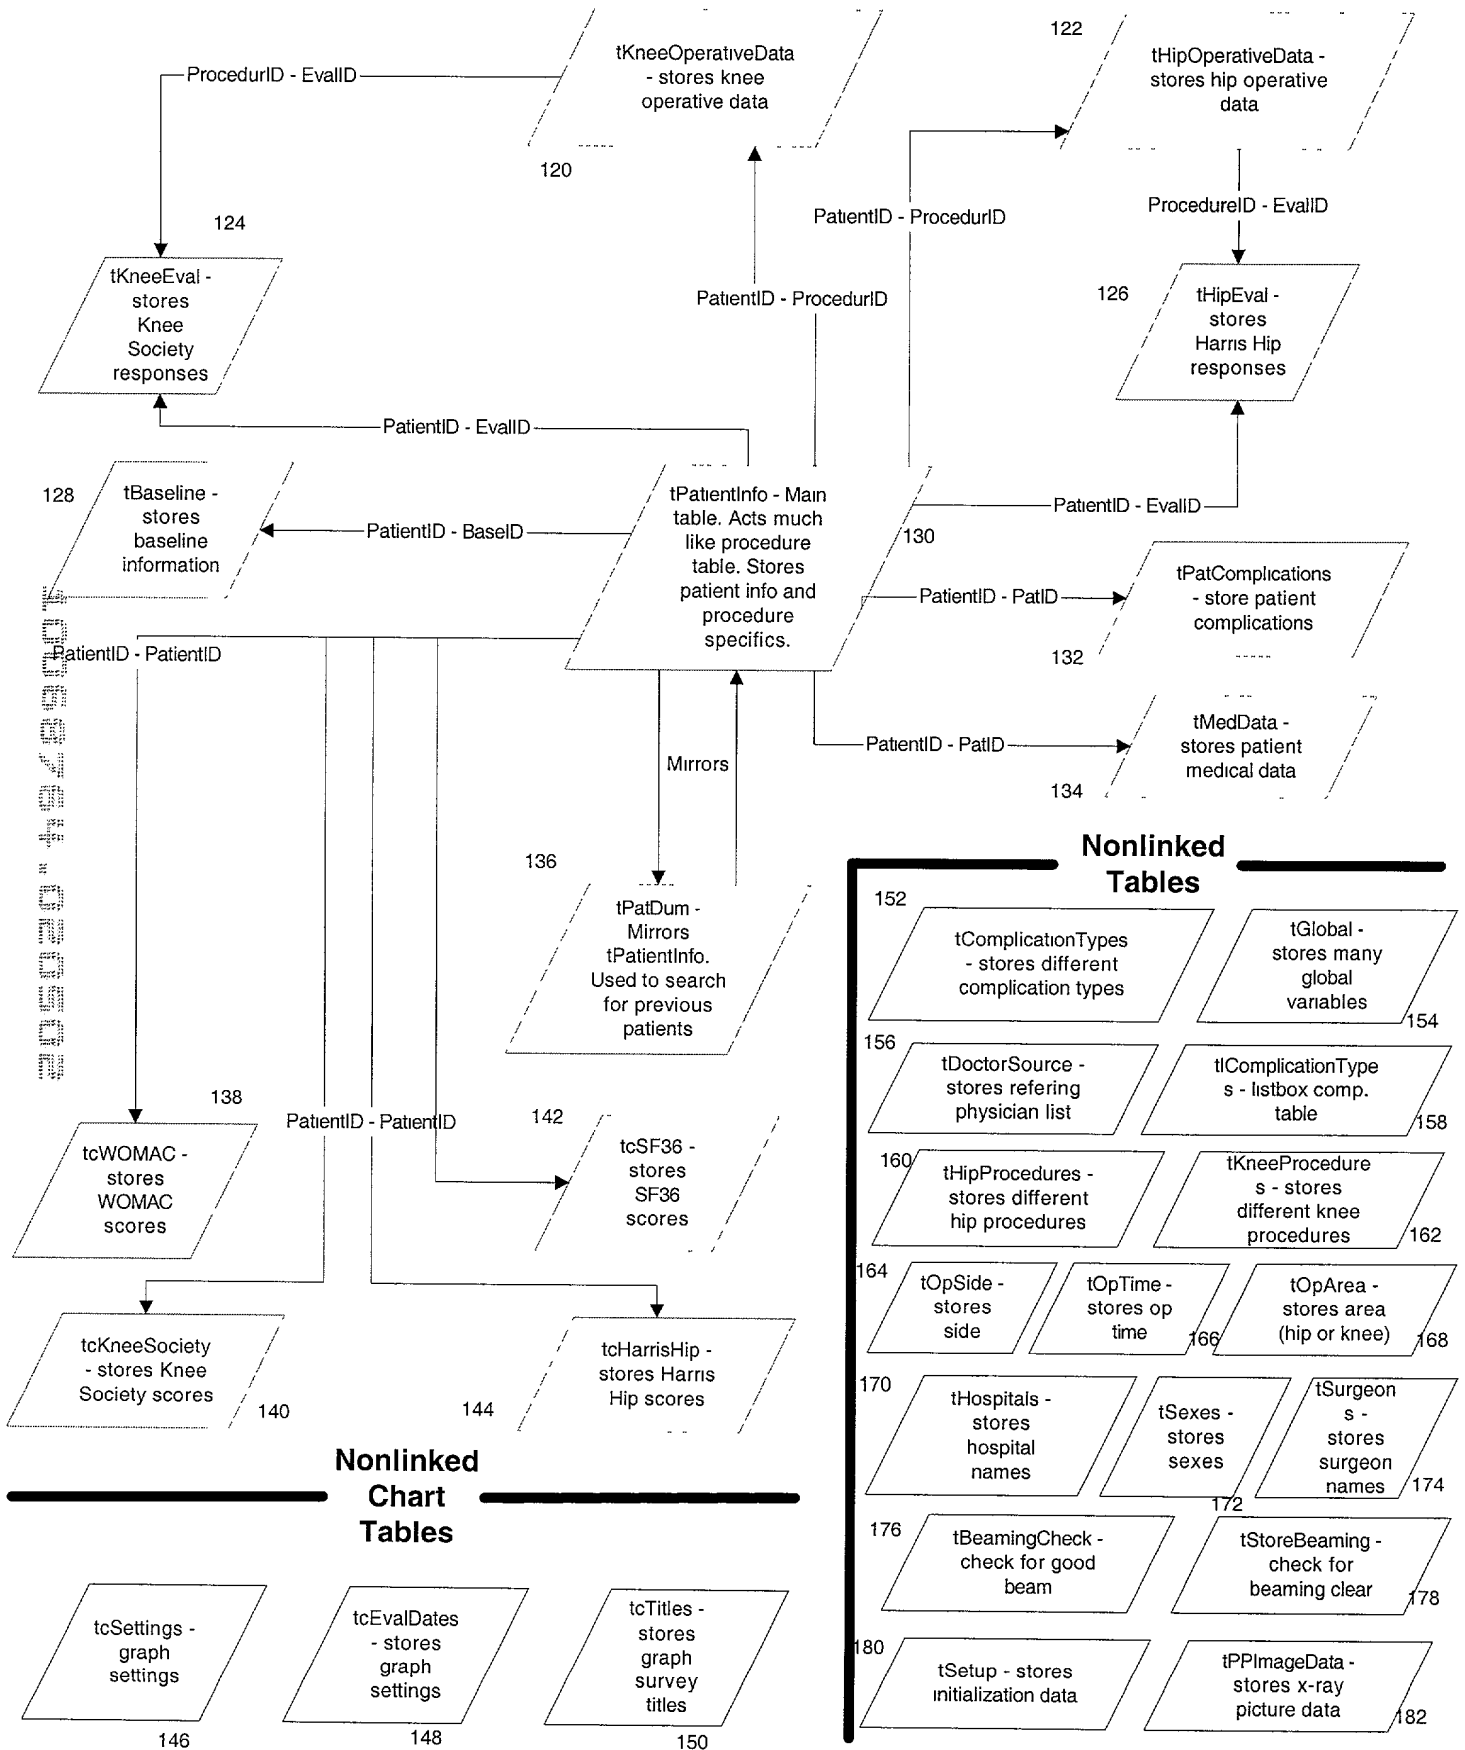 tKneeOperativeData
- stores knee
operative data
120
122
tHipOperativeData -
stores hip operative
data
ProcedurID - EvalID
124
PatientID - ProcedurID
ProcedureID - EvalID
PatientID - ProcedurID
tKneeEval -
stores
Knee
Society
responses
126
tHipEval -
stores
Harris Hip
responses
PatientID - EvalID
128
tBaseline -
stores
baseline
information
PatientID - BaseID
tPatientInfo - Main
table. Acts much
like procedure
table. Stores
patient info and
procedure
specifics.
130
PatientID - EvalID
PatientID - PatID
tPatComplications
- store patient
complications
132
PatientID - PatientID
PatientID - PatID
tMedData -
stores patient
medical data
134
Mirrors
136
tPatDum -
Mirrors
tPatientInfo.
Used to search
for previous
patients
138
tcWOMAC -
stores
WOMAC
scores
PatientID - PatientID
142
tcSF36 -
stores
SF36
scores
tcKneeSociety
- stores Knee
Society scores
140
144
tcHarrisHip -
stores Harris
Hip scores
10068764.020502
Nonlinked
Chart
Tables
tcSettings -
graph
settings
146
tcEvalDates
- stores
graph
settings
148
tcTitles -
stores
graph
survey
titles
150
Nonlinked
Tables
152
tComplicationTypes
- stores different
complication types
tGlobal -
stores many
global
variables
154
156
tDoctorSource -
stores refering
physician list
tlComplicationType
s - listbox comp.
table
158
160
tHipProcedures -
stores different
hip procedures
tKneeProcedure
s - stores
different knee
procedures
162
164
tOpSide -
stores
side
tOpTime -
stores op
time
166
tOpArea -
stores area
(hip or knee)
168
170
tHospitals -
stores
hospital
names
tSexes -
stores
sexes
172
tSurgeon
s -
stores
surgeon
names
174
176
tBeamingCheck -
check for good
beam
tStoreBeaming -
check for
beaming clear
178
180
tSetup - stores
initialization data
tPPImageData -
stores x-ray
picture data
182